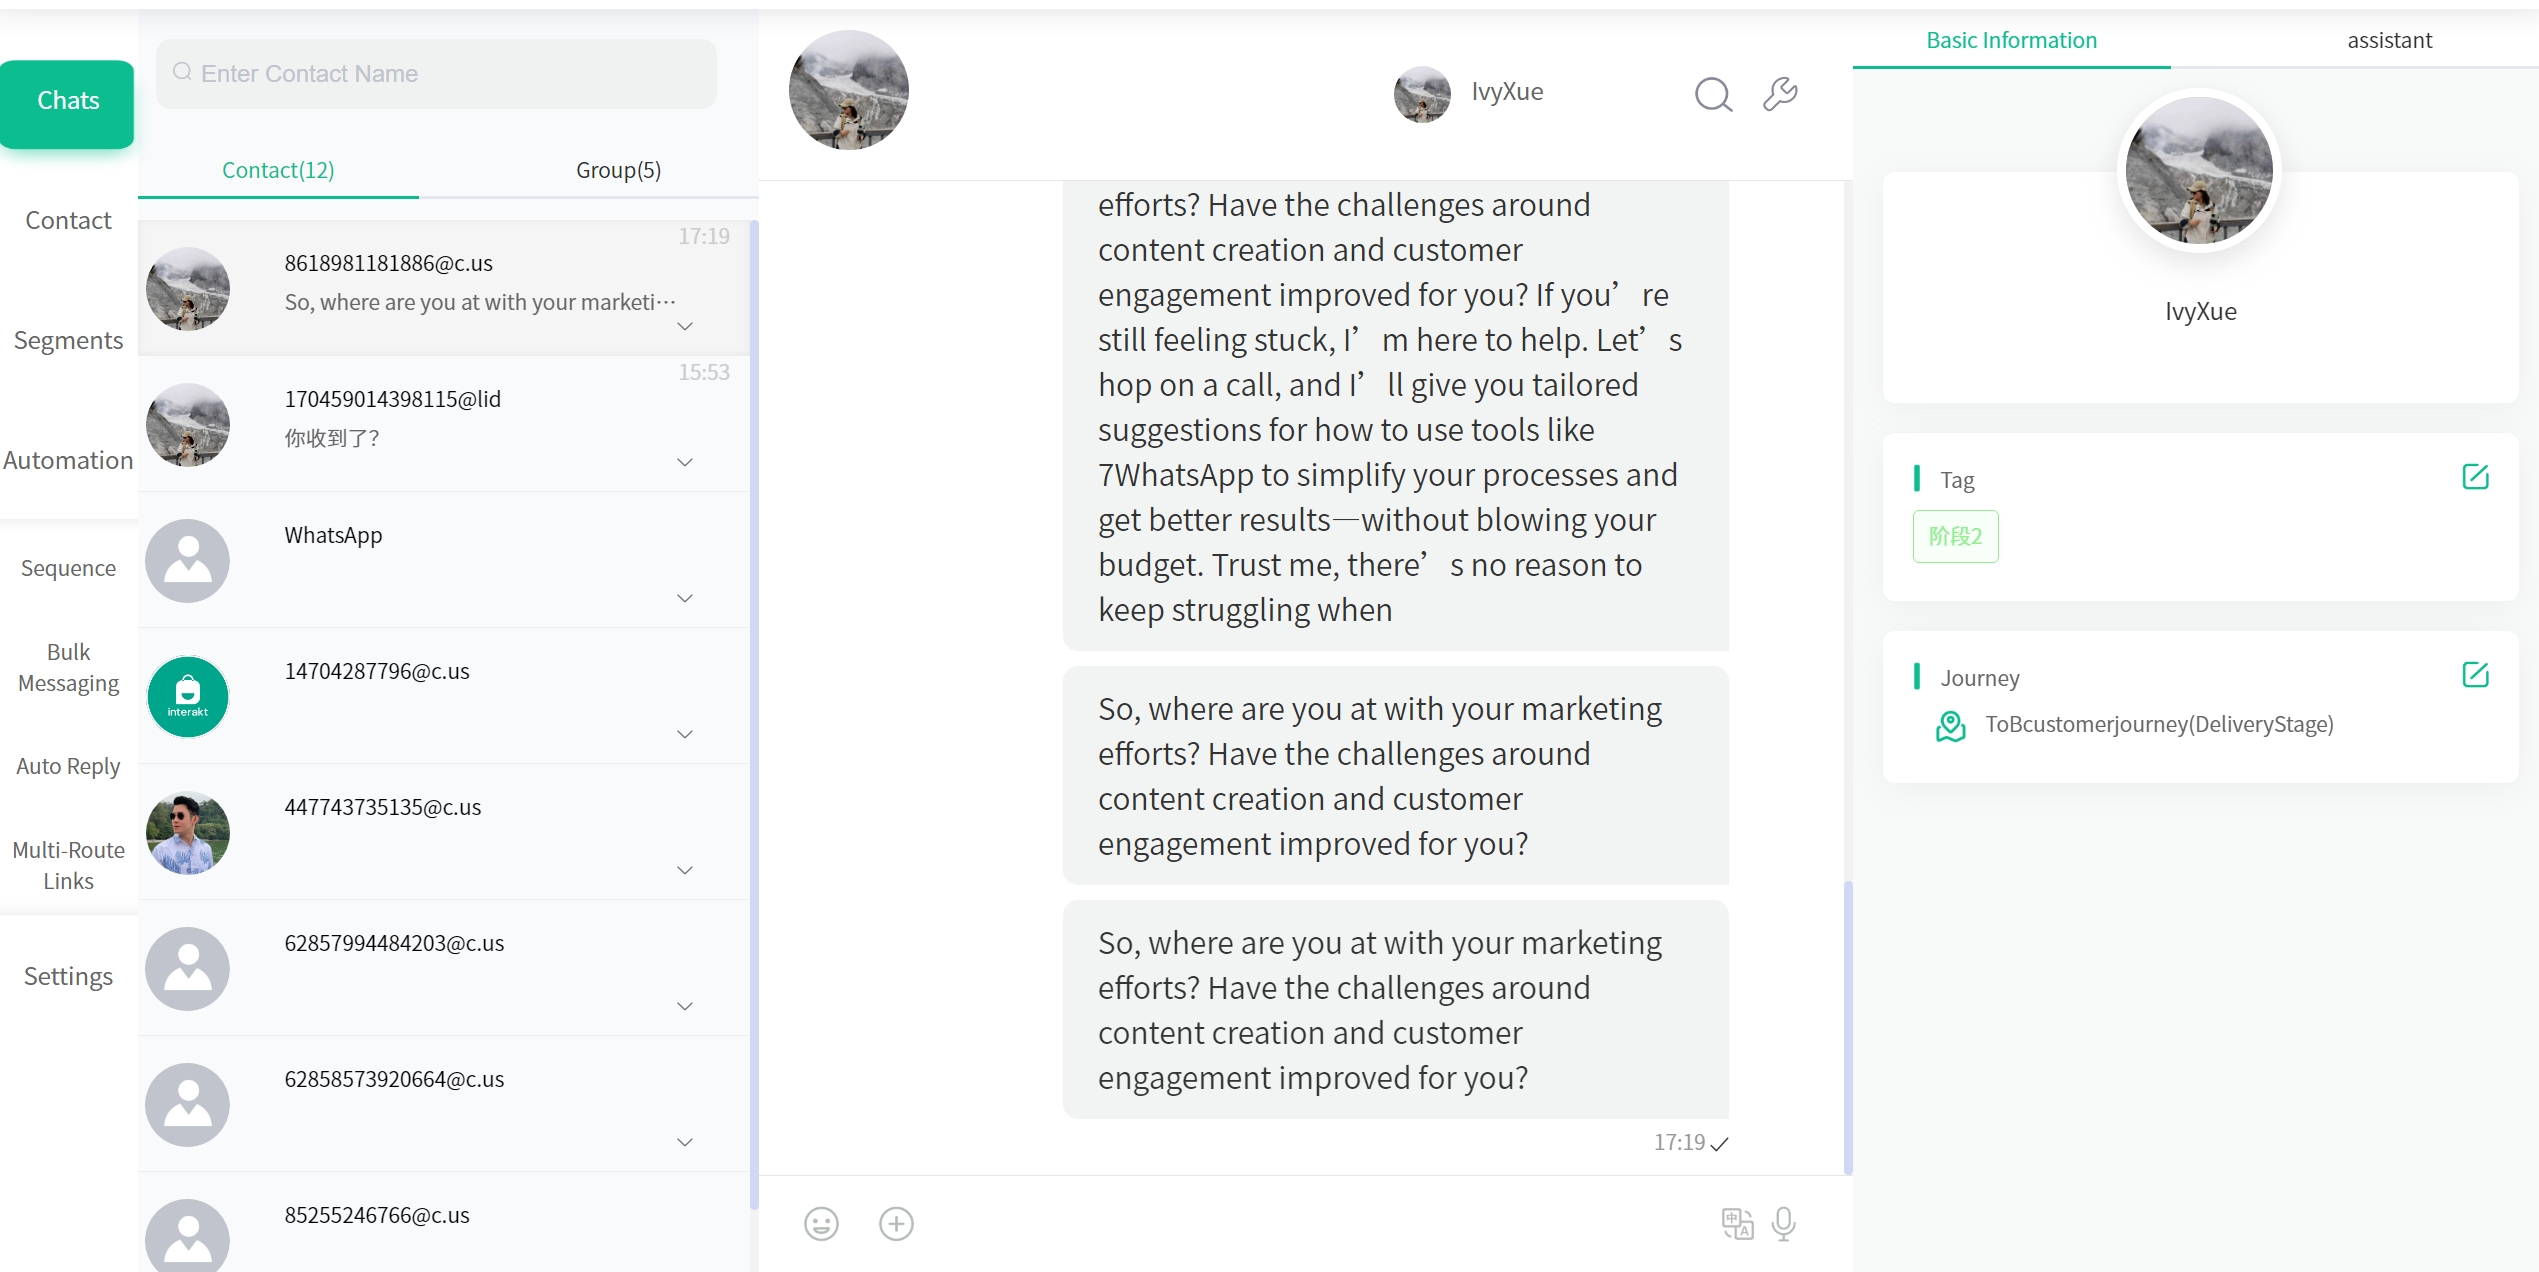 Chats
Contact
Segments
Automation
Sequence
Bulk
Messaging
Auto Reply
Multi-Route
Links
Settings
Enter Contact Name
Contact(12)
Group(5)
17:19
8618981181886@c.us
So, where are you at with your marketi···
15:53
170459014398115@lid
你收到了?
WhatsApp
14704287796@c.us
interakt
447743735135@c.us
62857994484203@c.us
62858573920664@c.us
85255246766@c.us
IvyXue
efforts? Have the challenges around
content creation and customer
engagement improved for you? If you’re
still feeling stuck, I’m here to help. Let’s
hop on a call, and I’ll give you tailored
suggestions for how to use tools like
7WhatsApp to simplify your processes and
get better results—without blowing your
budget. Trust me, there’s no reason to
keep struggling when
So, where are you at with your marketing
efforts? Have the challenges around
content creation and customer
engagement improved for you?
So, where are you at with your marketing
efforts? Have the challenges around
content creation and customer
engagement improved for you?
17:19
中 A
Basic Information
assistant
IvyXue
Tag
阶段2
Journey
ToBcustomerjourney(DeliveryStage)